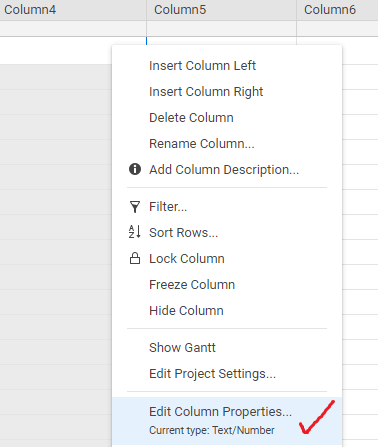 Column4 Column5 Column6
Insert Column Left
Insert Column Right
Delete Column
Rename Column...
Add Column Description...
Filter...
Sort Rows...
Lock Column
Freeze Column
Hide Column
Show Gantt
Edit Project Settings...
Edit Column Properties...
Current type: Text/Number